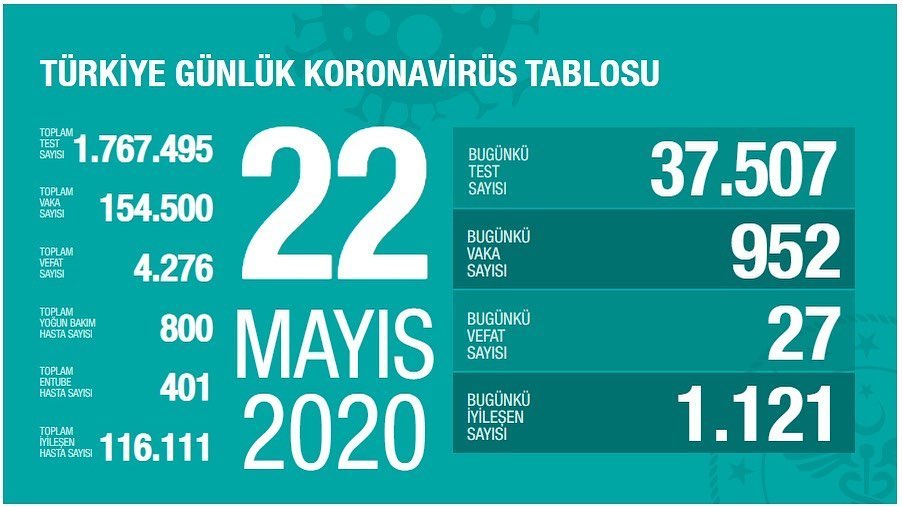 TÜRKİYE GÜNLÜK KORONAVİRÜS TABLOSU
TOPLAM
TEST
SAYISI
1.767.495
TOPLAM
VAKA
SAYISI
154.500
TOPLAM
VEFAT
SAYISI
4.276
TOPLAM
YOĞUN BAKIM
HASTA SAYISI
800
TOPLAM
ENTUBE
HASTA SAYISI
401
TOPLAM
İYİLEŞEN
HASTA SAYISI
116.111
22
MAYIS
2020
BUGÜNKÜ
TEST
SAYISI
37.507
BUGÜNKÜ
VAKA
SAYISI
952
BUGÜNKÜ
VEFAT
SAYISI
27
BUGÜNKÜ
İYİLEŞEN
SAYISI
1.121